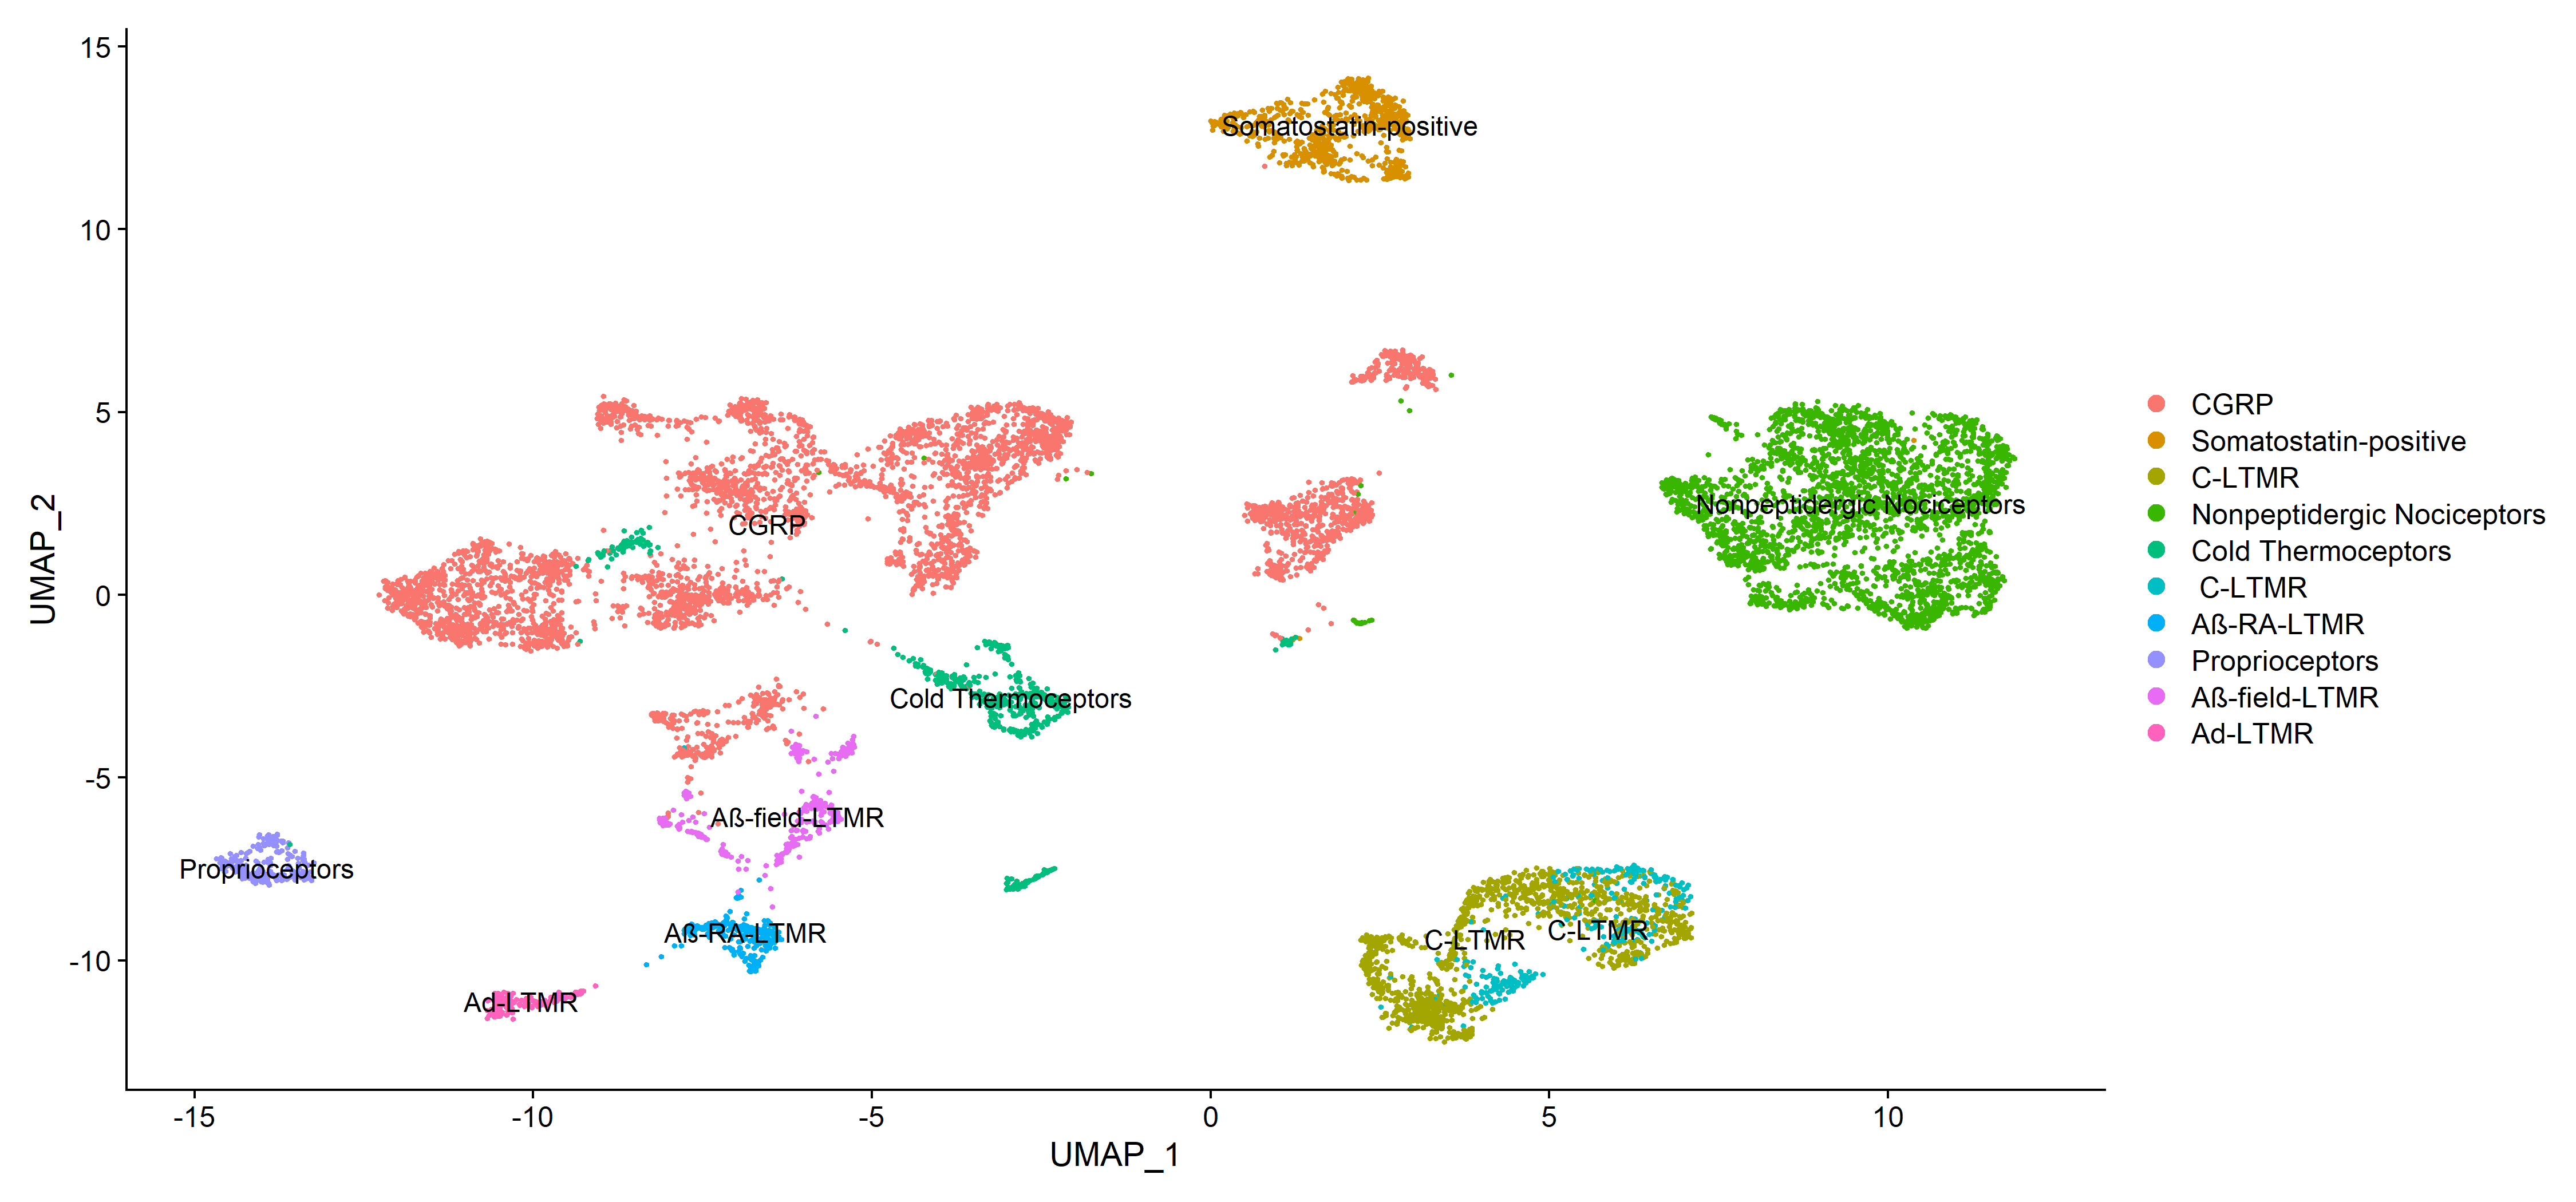 UMAP_2
15
10
5
0
-5
-10
Somatostatin-positive
Nonpeptidergic Nociceptors
CGRP
Cold Thermoceptors
Aß-field-LTMR
Proprioceptors
Aß-RA-LTMR
C-LTMR
C-LTMR
Ad-LTMR
-15
-10
-5
0
5
10
UMAP_1
CGRP
Somatostatin-positive
C-LTMR
Nonpeptidergic Nociceptors
Cold Thermoceptors
C-LTMR
Aß-RA-LTMR
Proprioceptors
Aß-field-LTMR
Ad-LTMR